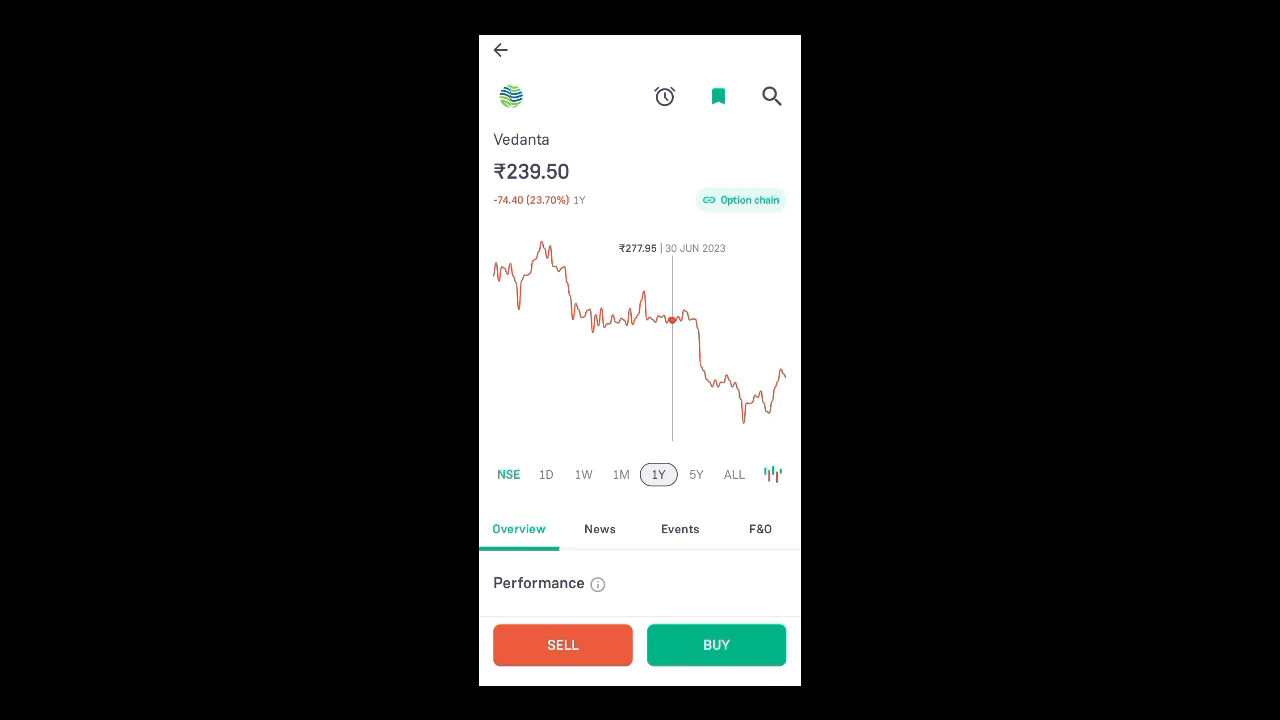 Vedanta
₹239.50
-74.40 (23.70%) 1Y
Option chain
₹277.95 | 30 JUN 2023
NSE 1D 1W 1M 1Y 5Y ALL
Overview News Events F&O
Performance
SELL BUY